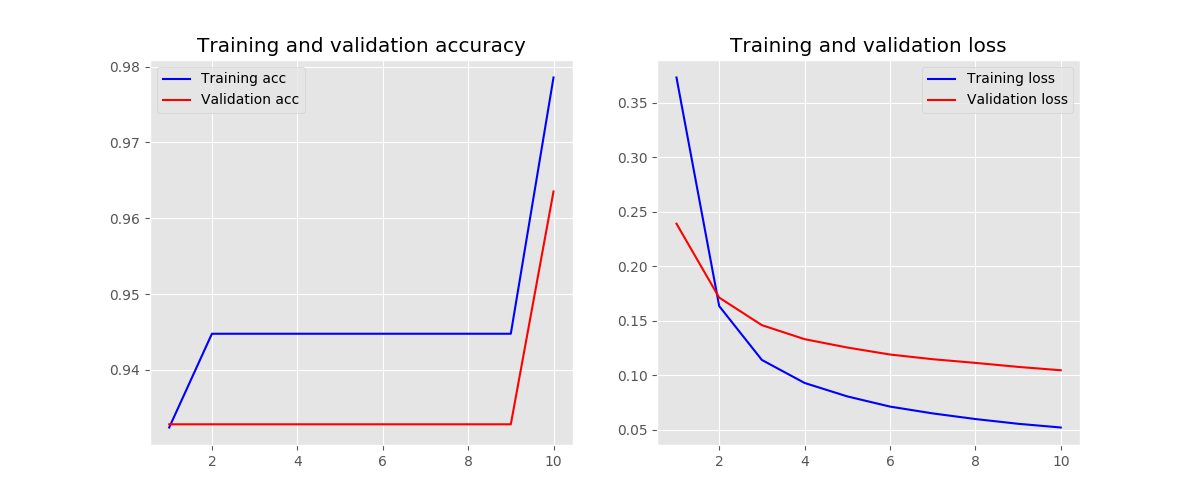 Training and validation accuracy
0.98
0.97
0.96
0.95
0.94
2 4 6 8 10
Training acc
Validation acc
Training and validation loss
0.35
0.30
0.25
0.20
0.15
0.10
0.05
2 4 6 8 10
Training loss
Validation loss